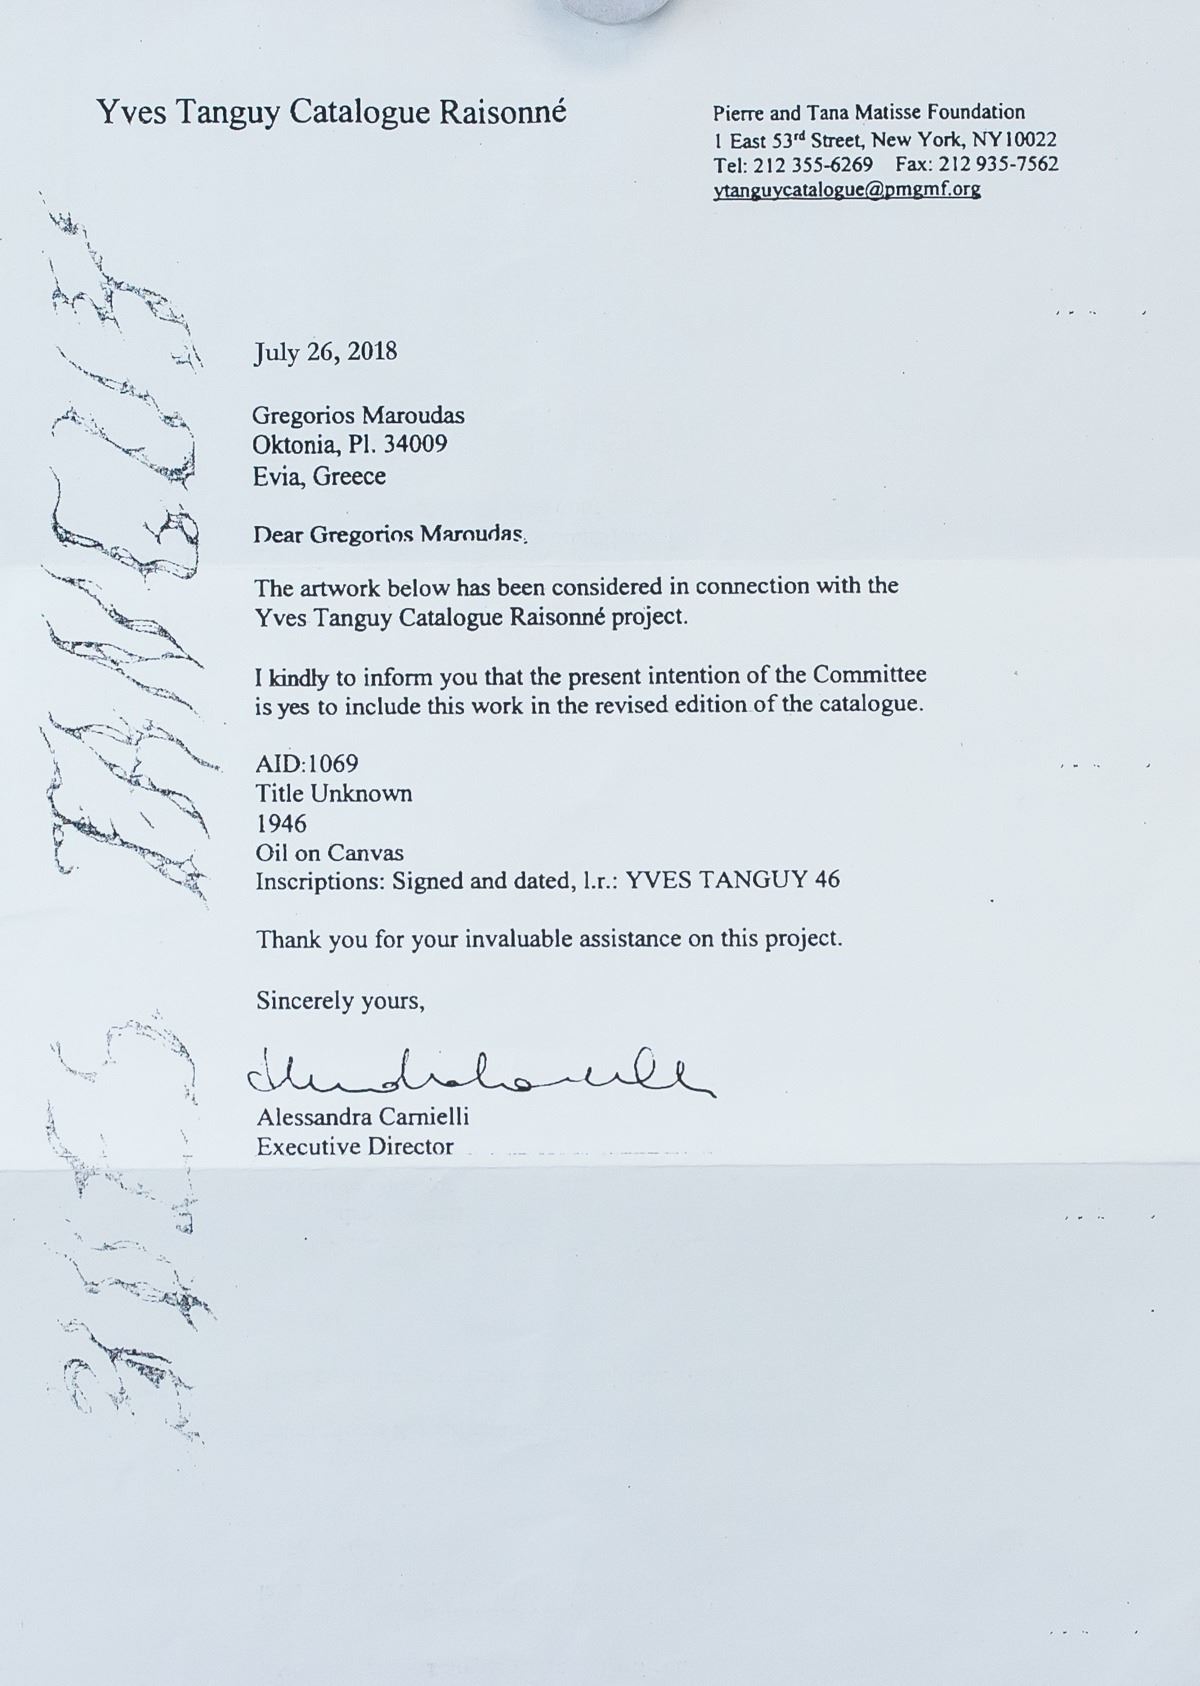 Yves Tanguy Catalogue Raisonné
Pierre and Tana Matisse Foundation
1 East 53rd Street, New York, NY10022
Tel: 212 355-6269 Fax: 212 935-7562
ytanguycatalogue@pmgmf.org
YVES TANGUY
July 26, 2018
Gregorios Maroudas
Oktonia, Pl. 34009
Evia, Greece
Dear Gregorios Maroudas.
The artwork below has been considered in connection with the
Yves Tanguy Catalogue Raisonné project.
I kindly to inform you that the present intention of the Committee
is yes to include this work in the revised edition of the catalogue.
AID:1069
Title Unknown
1946
Oil on Canvas
Inscriptions: Signed and dated, l.r.: YVES TANGUY 46
Thank you for your invaluable assistance on this project.
Sincerely yours,
Alessandra Carnielli
Executive Director